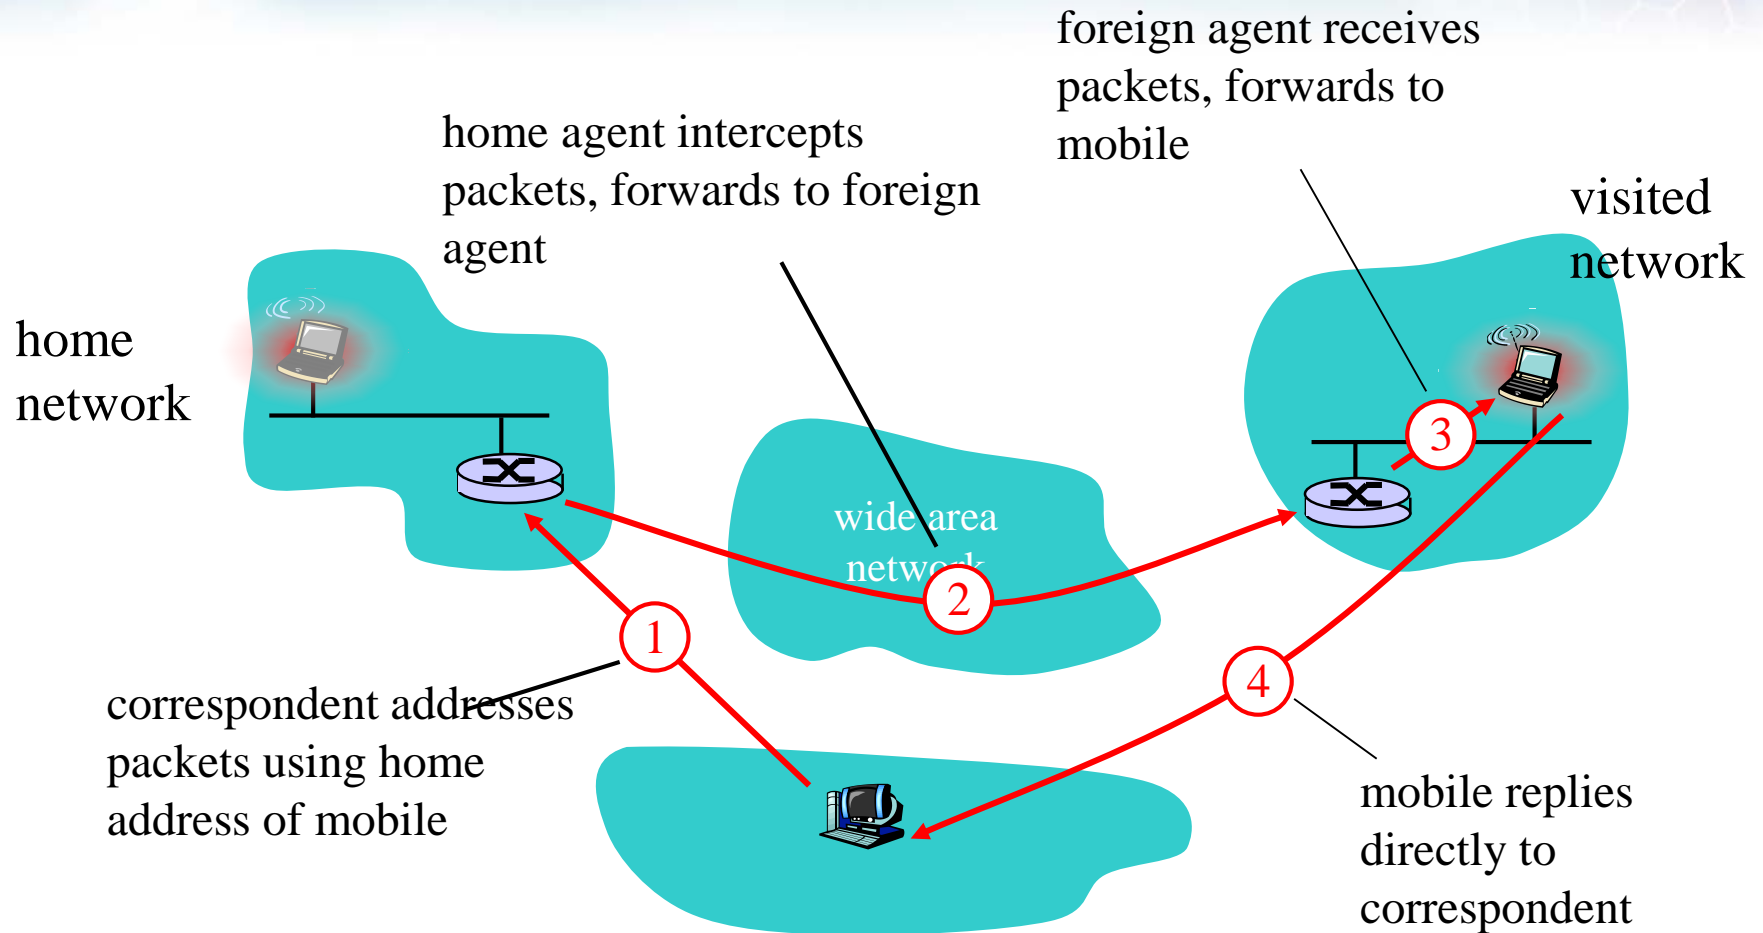 foreign agent receives
packets, forwards to
mobile
home agent intercepts
packets, forwards to foreign
agent
visited
network
home
network
wide area
network
1
2
3
4
correspondent addresses
packets using home
address of mobile
mobile replies
directly to
correspondent